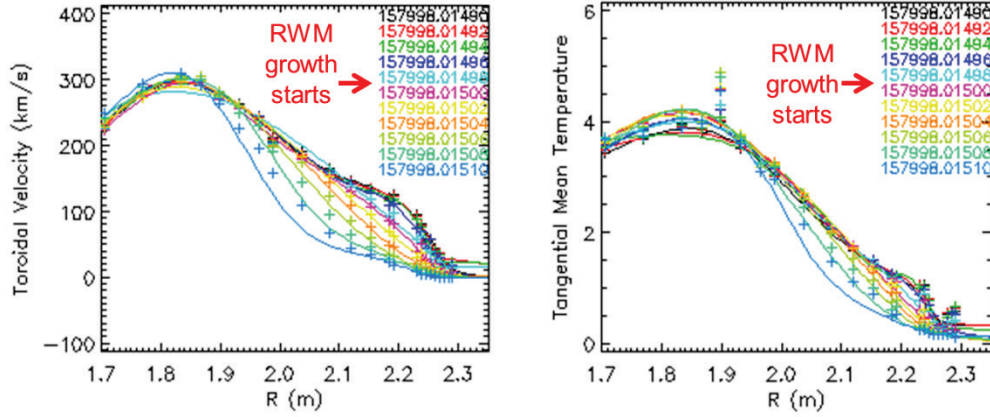 400
300
200
100
0
−100
Toroidal Velocity (km/s)
1.7 1.8 1.9 2.0 2.1 2.2 2.3
R (m)
RWM
growth
starts
157998.01490
157998.01492
157998.01494
157998.01496
157998.01498
157998.01500
157998.01502
157998.01504
157998.01506
157998.01508
157998.01510
6
4
2
0
Tangential Mean Temperature
1.7 1.8 1.9 2.0 2.1 2.2 2.3
R (m)
RWM
growth
starts
157998.01490
157998.01492
157998.01494
157998.01496
157998.01498
157998.01500
157998.01502
157998.01504
157998.01506
157998.01508
157998.01510